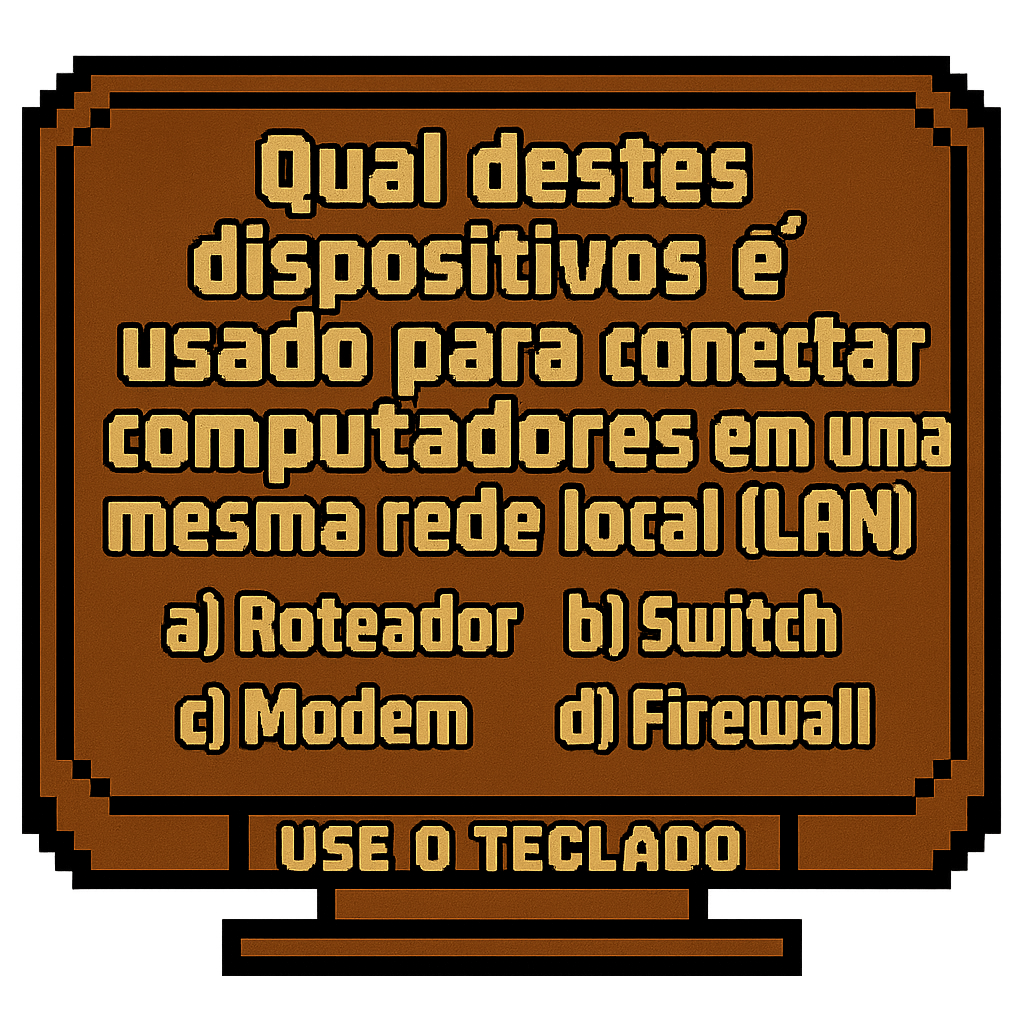 Qual destes
dispositivos é
usado para conectar
computadores em uma
mesma rede local (LAN)
a) Roteador b) Switch
c) Modem d) Firewall
USE O TECLADO